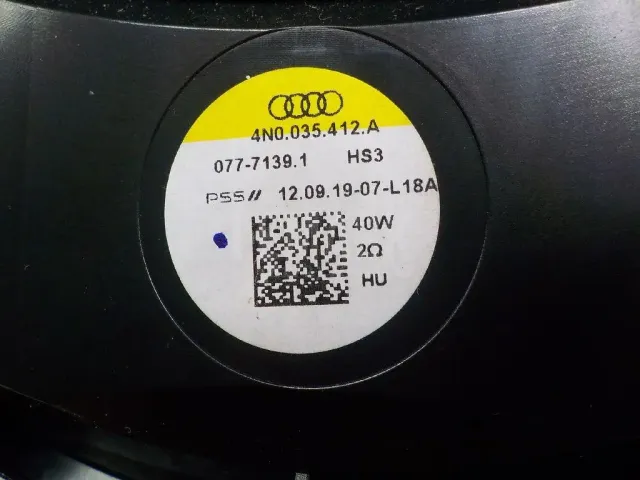 4N0.035.412.A
077-7139.1 HS3
PSS// 12.09.19-07-L18A
40W
2Ω
HU